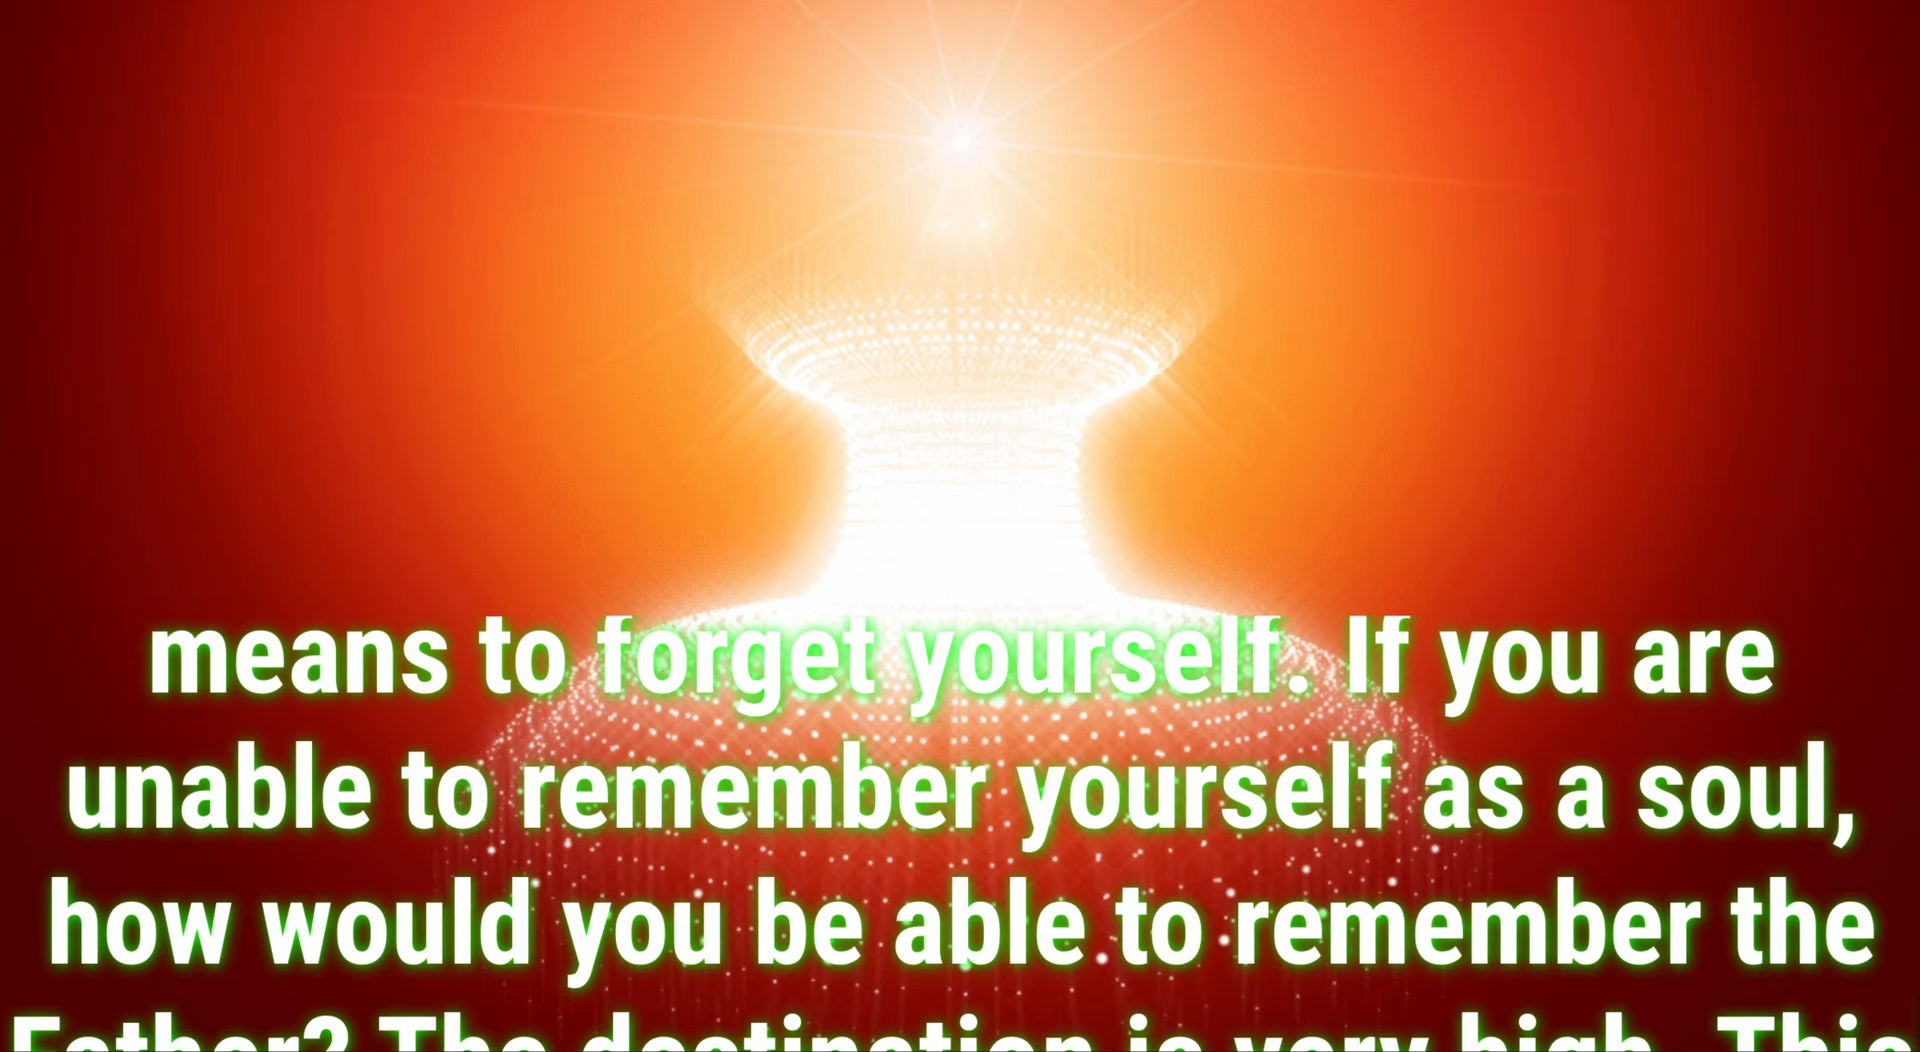 means to forget yourself. If you are
unable to remember yourself as a soul,
how would you be able to remember the
Father? The destination is very high. This